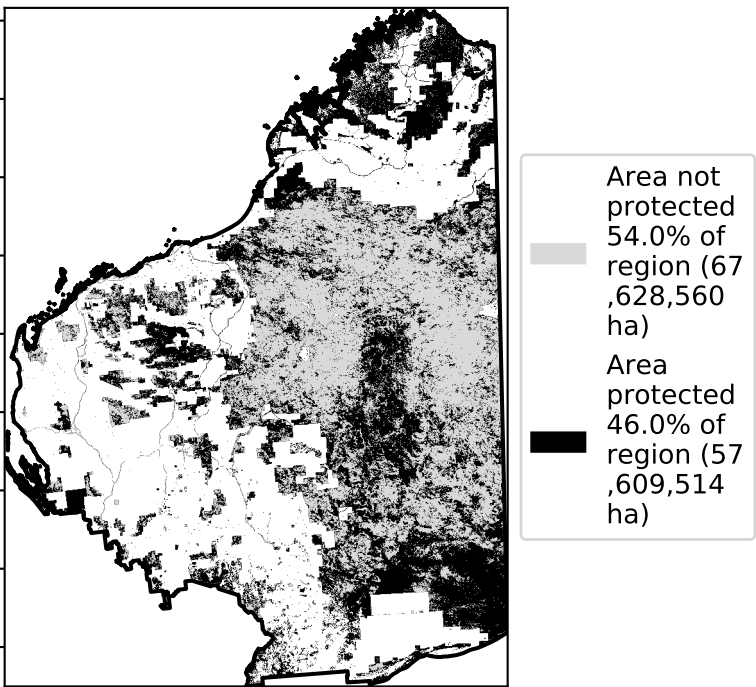 Area not
protected
54.0% of
region (67
,628,560
ha)
Area
protected
46.0% of
region (57
,609,514
ha)